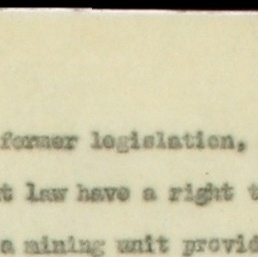 former legislation,
t law have a right t
a mining unit provid